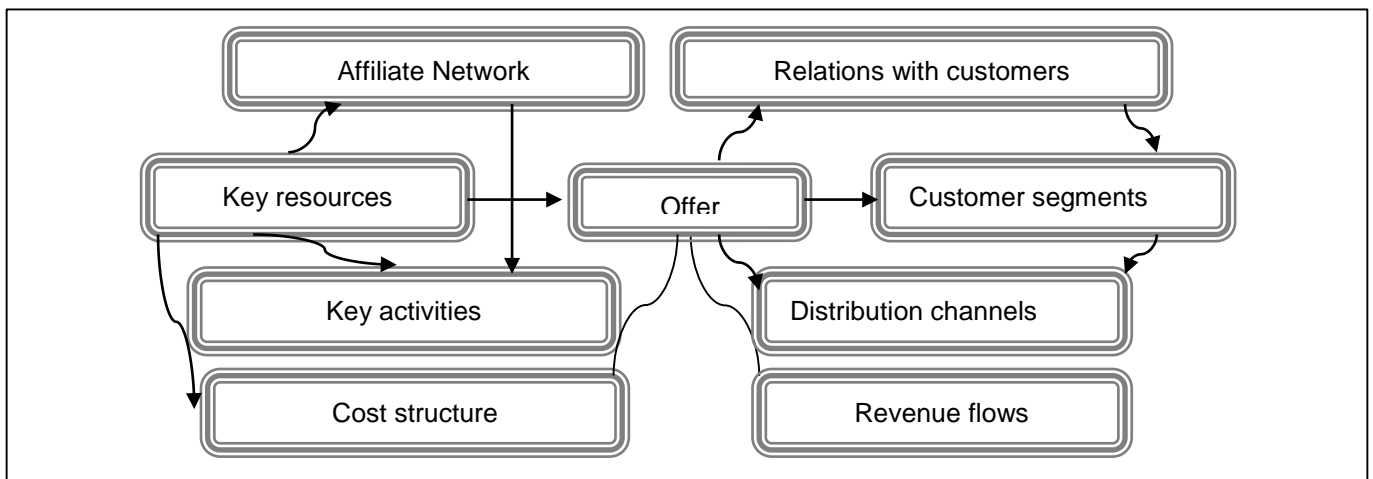 Affiliate Network
Relations with customers
Key resources
Offer
Customer segments
Key activities
Distribution channels
Cost structure
Revenue flows